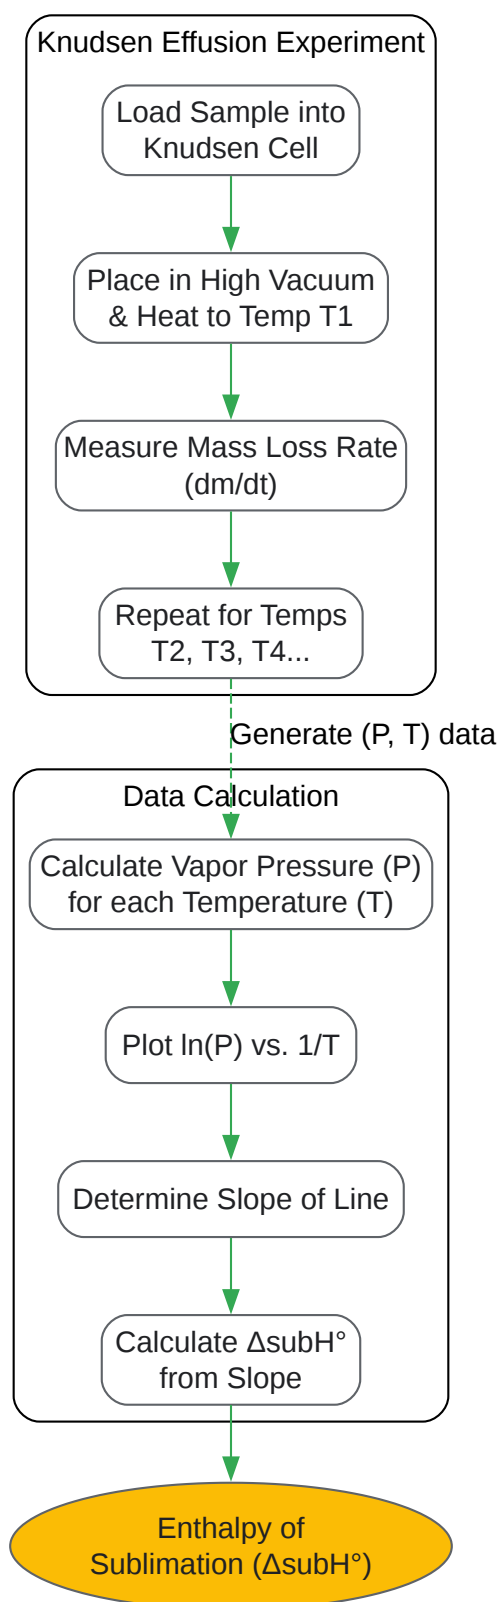 Knudsen Effusion Experiment
Load Sample into
Knudsen Cell
Place in High Vacuum
& Heat to Temp T1
Measure Mass Loss Rate
(dm/dt)
Repeat for Temps
T2, T3, T4...
Generate (P, T) data
Data Calculation
Calculate Vapor Pressure (P)
for each Temperature (T)
Plot ln(P) vs. 1/T
Determine Slope of Line
Calculate ΔsubH°
from Slope
Enthalpy of
Sublimation (ΔsubH°)